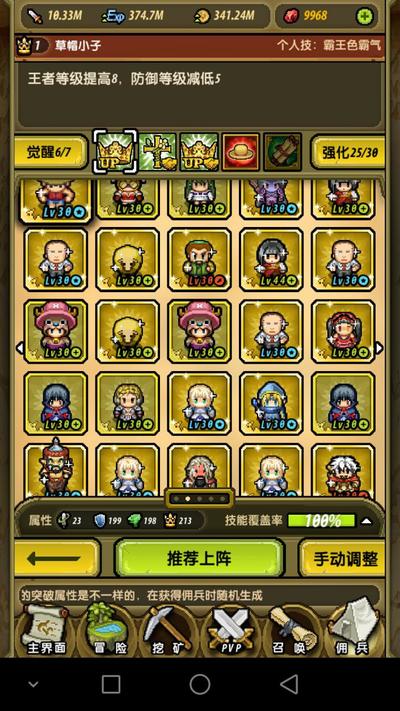 10.33M Exp 374.7M 341.24M 9968
1 草帽小子 个人技：霸王色霸气
王者等级提高8，防御等级减低5
觉醒6/7 UP UP 强化25/30
Lv30 Lv30 Lv30 Lv30 Lv30
Lv30 Lv30 Lv30 Lv44 Lv30
Lv30 Lv30 Lv30 Lv30 Lv30
Lv30 Lv30 Lv30 Lv30 Lv30
属性 23 199 198 213 技能覆盖率 100%
推荐上阵 手动调整
的突破属性是不一样的，在获得佣兵时随机生成
主界面 冒险 挖矿 PVP 召唤 佣兵